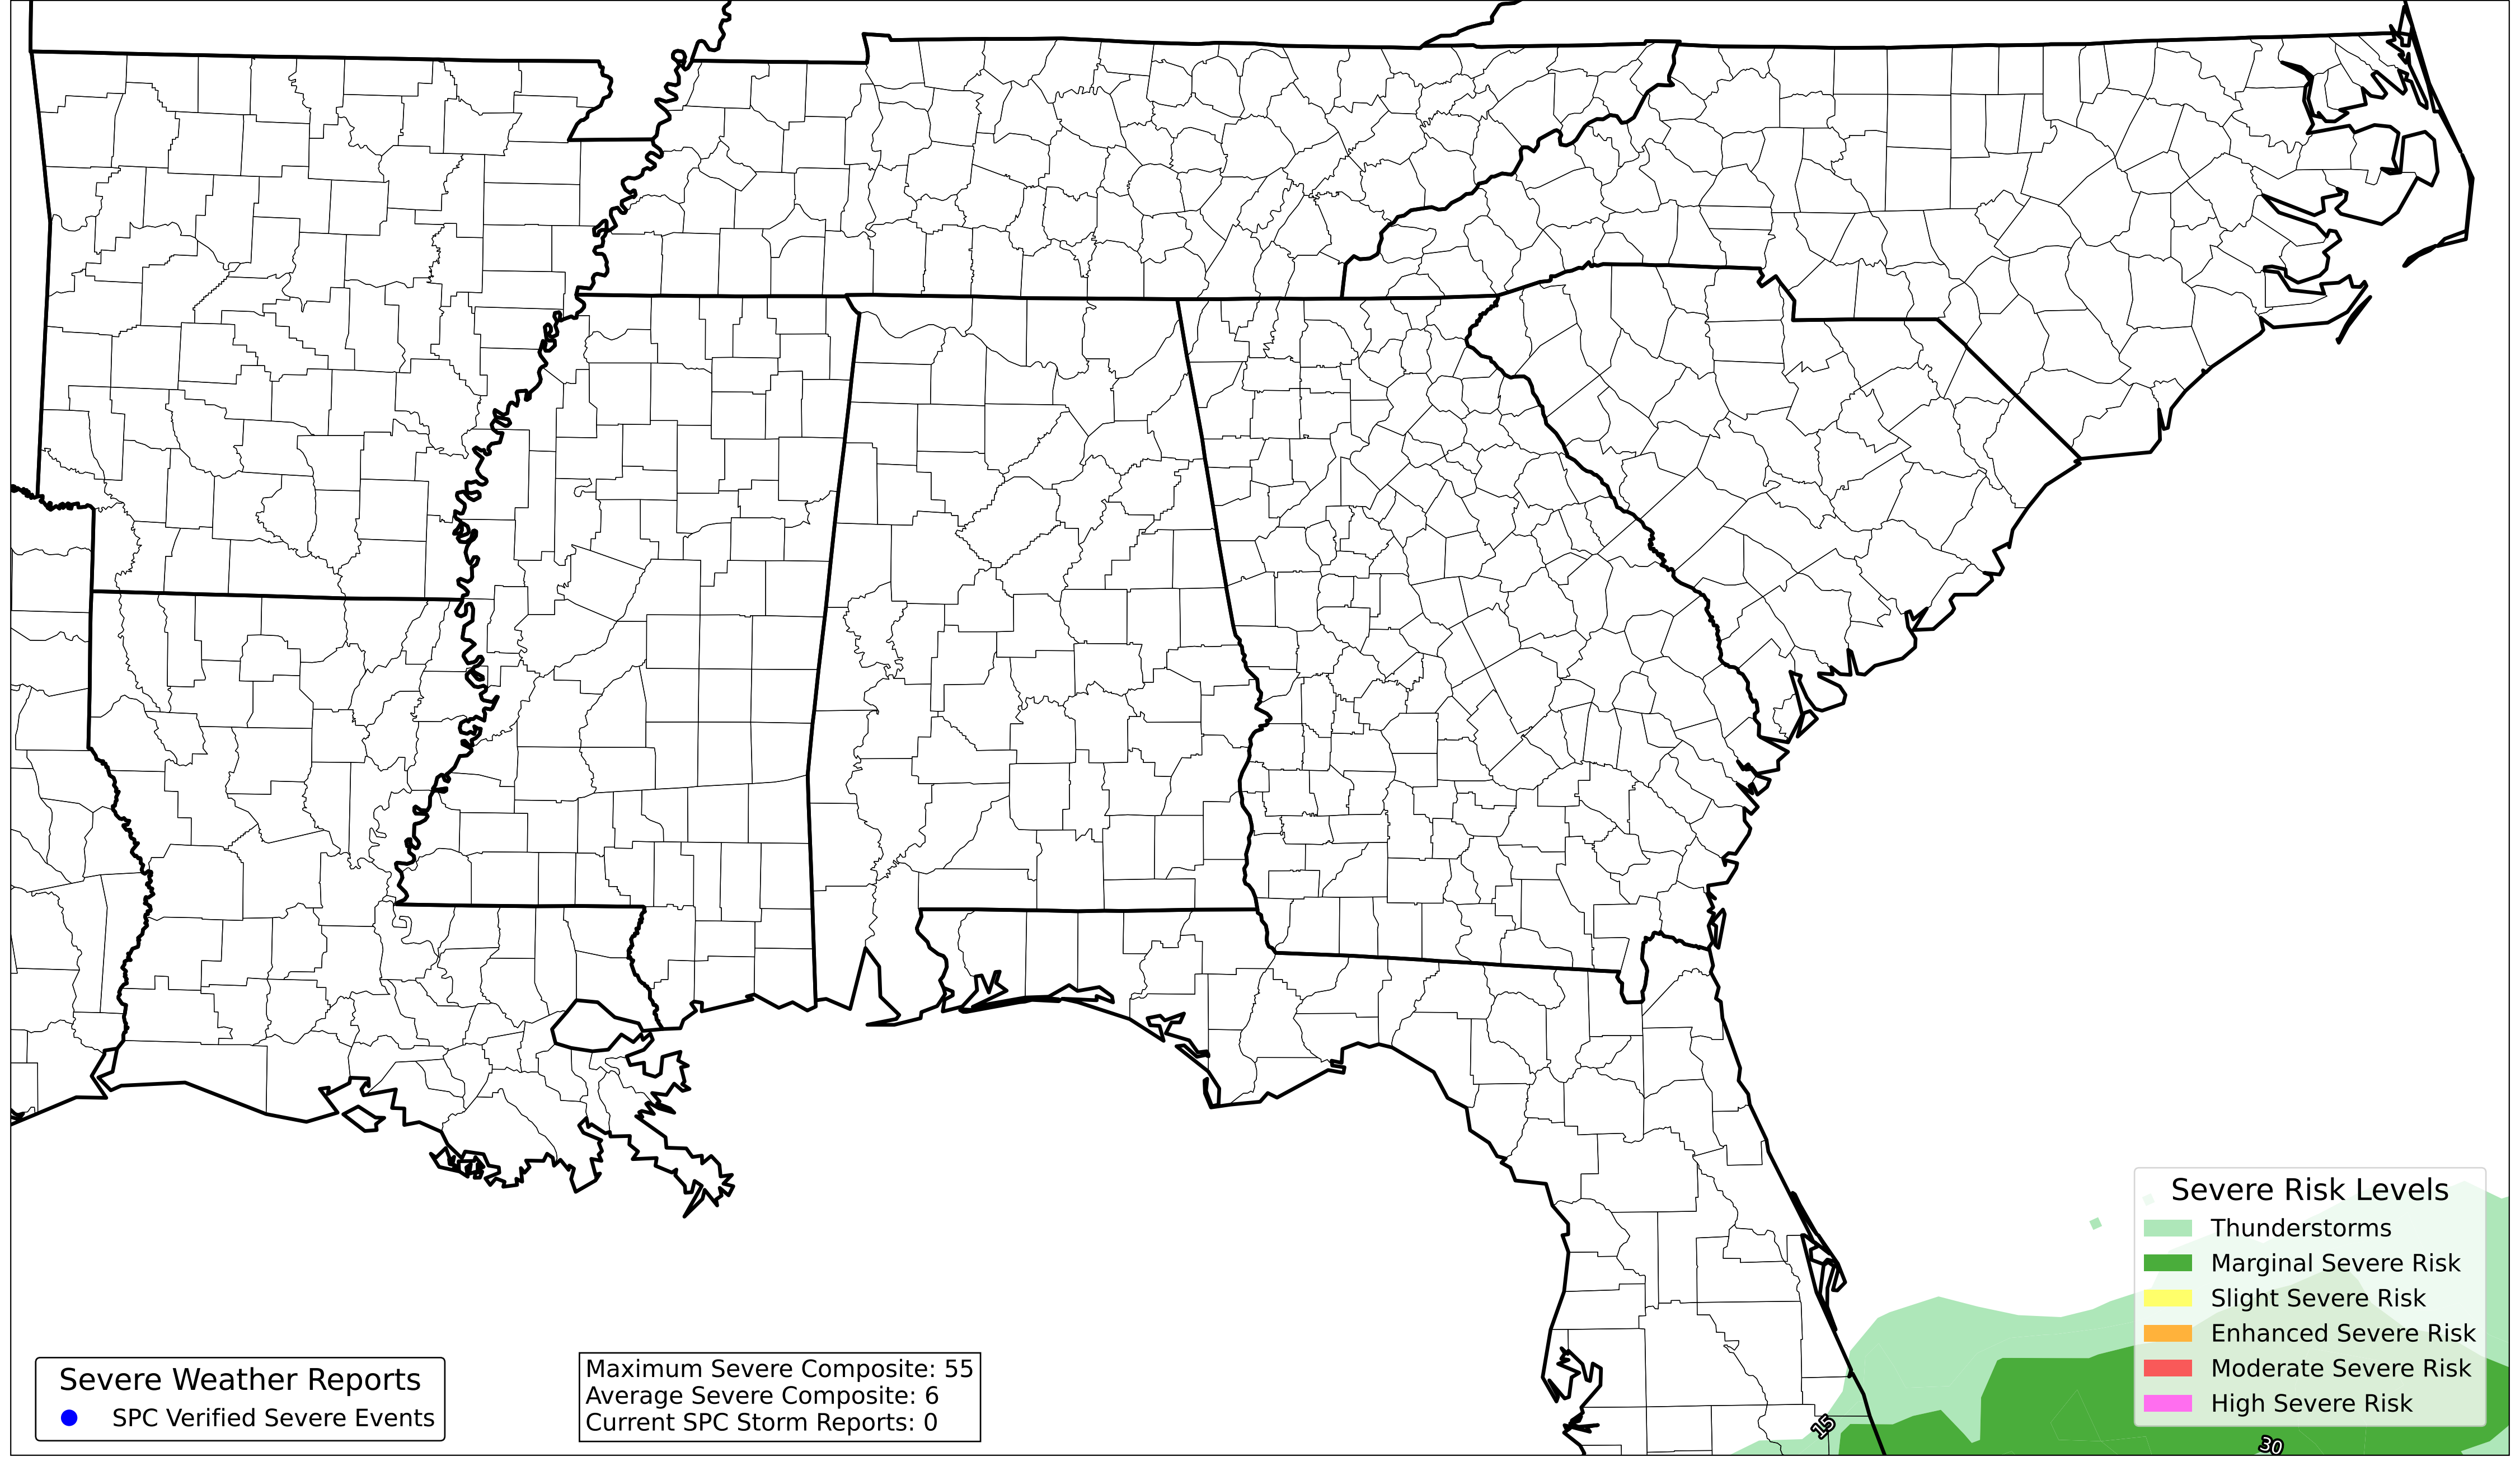 Severe Risk Levels
Thunderstorms
Marginal Severe Risk
Slight Severe Risk
Enhanced Severe Risk
Moderate Severe Risk
High Severe Risk
Severe Weather Reports
SPC Verified Severe Events
Maximum Severe Composite: 55
Average Severe Composite: 6
Current SPC Storm Reports: 0
15
30